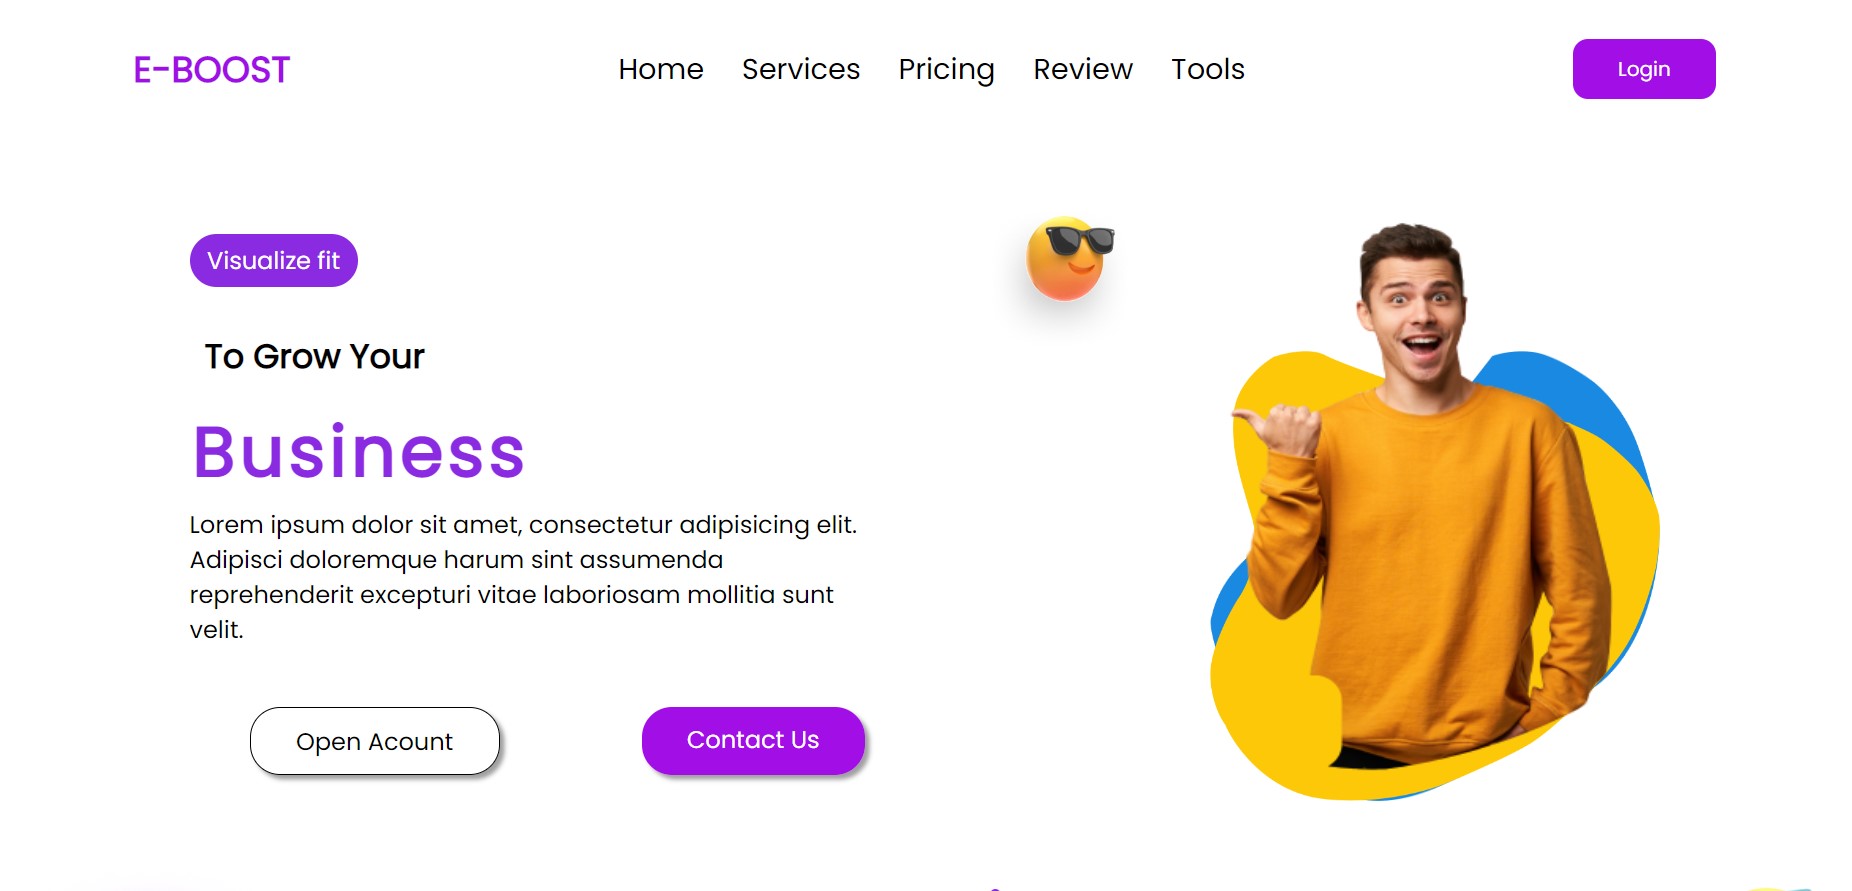 E-BOOST
Home Services Pricing Review Tools
Login
Visualize fit
To Grow Your
Business
Lorem ipsum dolor sit amet, consectetur adipisicing elit.
Adipisci doloremque harum sint assumenda
reprehenderit excepturi vitae laboriosam mollitia sunt
velit.
Open Acount
Contact Us